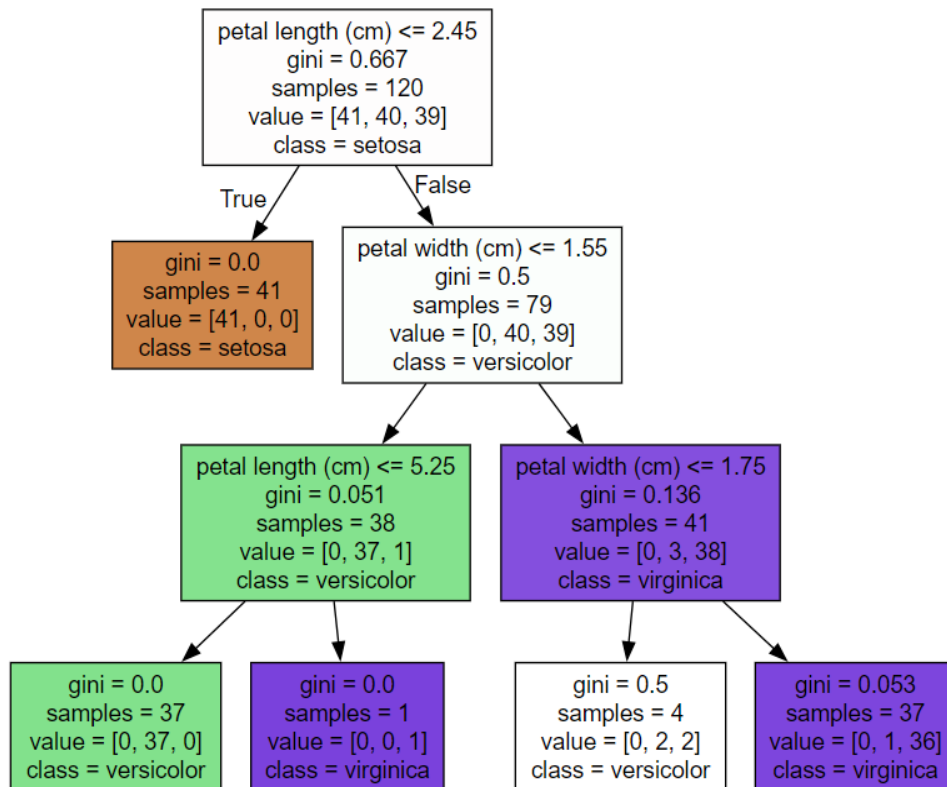 petal length (cm) <= 2.45
gini = 0.667
samples = 120
value = [41, 40, 39]
class = setosa
True
False
gini = 0.0
samples = 41
value = [41, 0, 0]
class = setosa
petal width (cm) <= 1.55
gini = 0.5
samples = 79
value = [0, 40, 39]
class = versicolor
petal length (cm) <= 5.25
gini = 0.051
samples = 38
value = [0, 37, 1]
class = versicolor
petal width (cm) <= 1.75
gini = 0.136
samples = 41
value = [0, 3, 38]
class = virginica
gini = 0.0
samples = 37
value = [0, 37, 0]
class = versicolor
gini = 0.0
samples = 1
value = [0, 0, 1]
class = virginica
gini = 0.5
samples = 4
value = [0, 2, 2]
class = versicolor
gini = 0.053
samples = 37
value = [0, 1, 36]
class = virginica